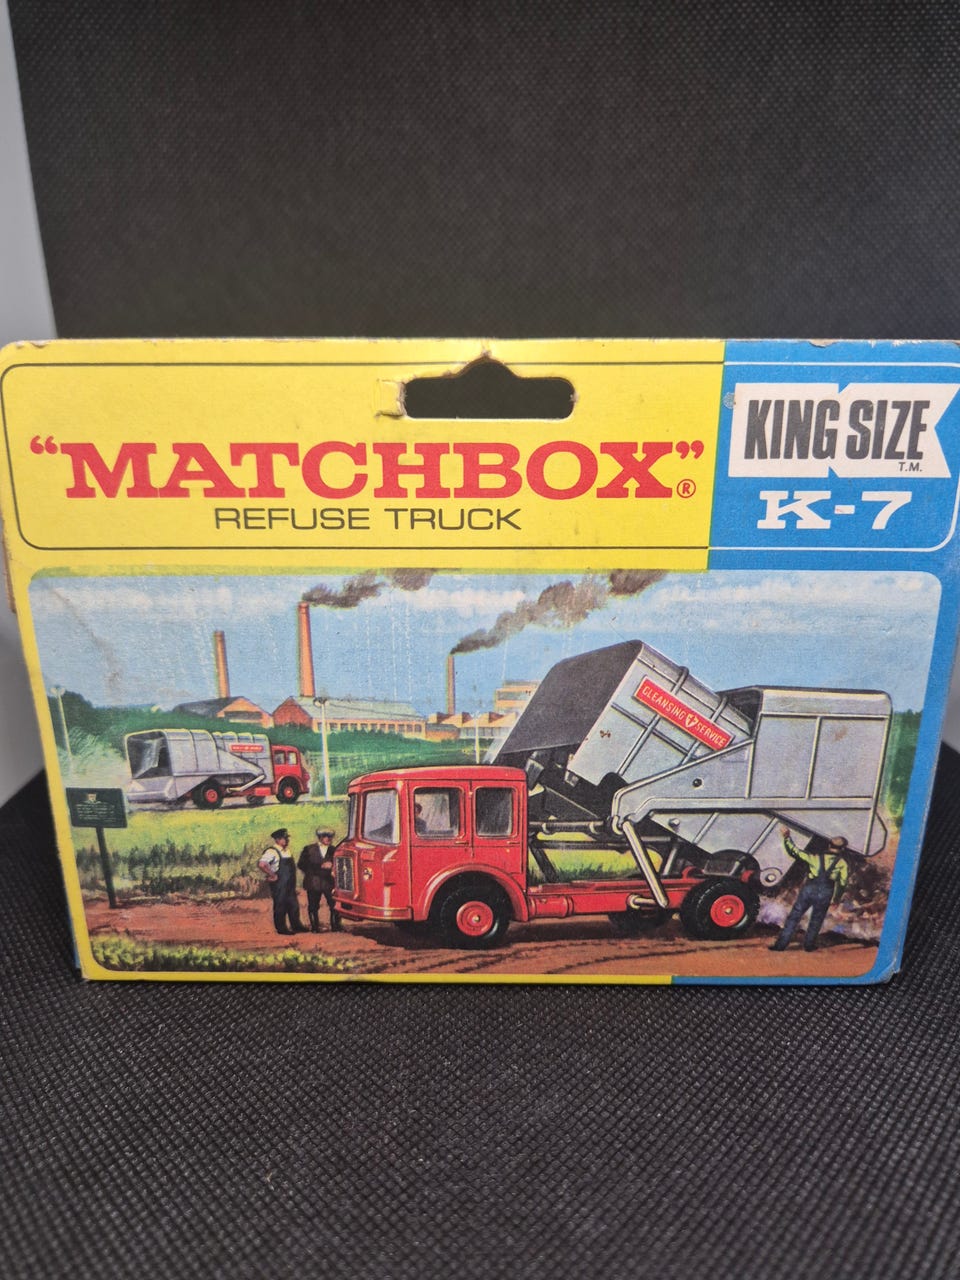 "MATCHBOX"®
REFUSE TRUCK
KING SIZE
T.M.
K-7
CLEANSING SERVICE